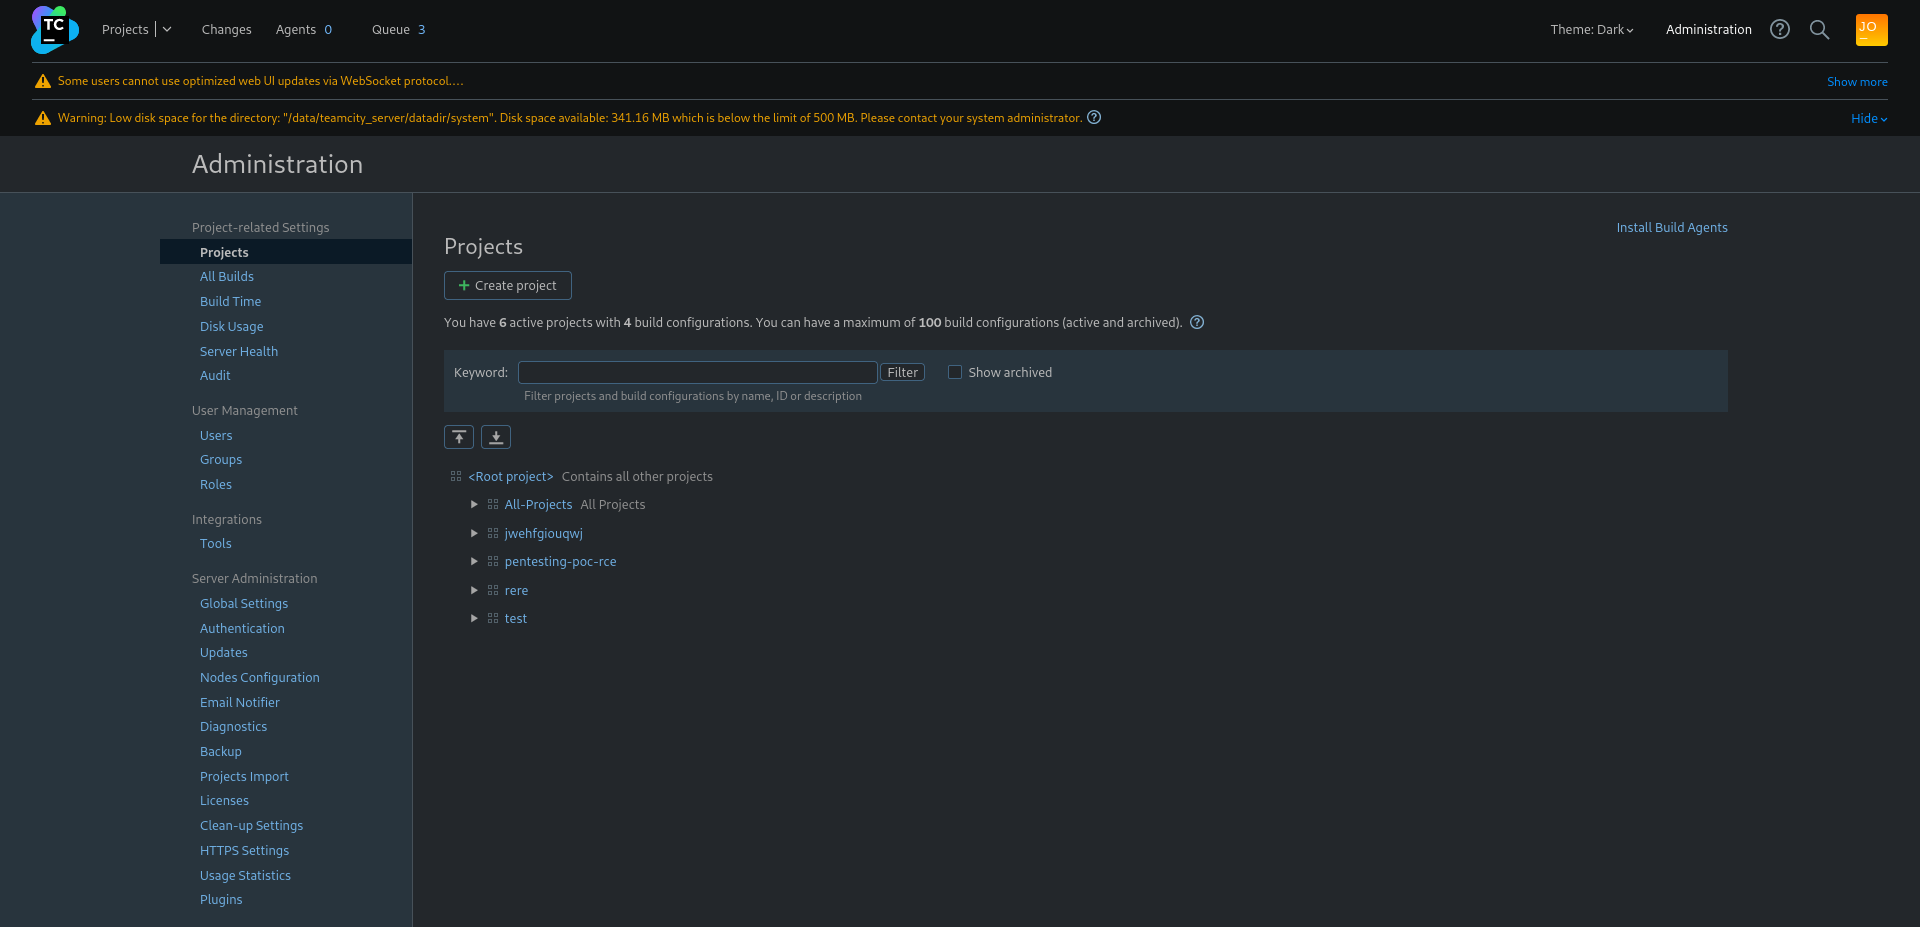 TC
Projects
Changes
Agents 0
Queue 3
Theme: Dark
Administration
JO
Some users cannot use optimized web UI updates via WebSocket protocol....
Show more
Warning: Low disk space for the directory: "/data/teamcity_server/datadir/system". Disk space available: 341.16 MB which is below the limit of 500 MB. Please contact your system administrator.
Hide
Administration
Project-related Settings
Projects
All Builds
Build Time
Disk Usage
Server Health
Audit
User Management
Users
Groups
Roles
Integrations
Tools
Server Administration
Global Settings
Authentication
Updates
Nodes Configuration
Email Notifier
Diagnostics
Backup
Projects Import
Licenses
Clean-up Settings
HTTPS Settings
Usage Statistics
Plugins
Install Build Agents
Projects
Create project
You have 6 active projects with 4 build configurations. You can have a maximum of 100 build configurations (active and archived).
Keyword:
Filter
Show archived
Filter projects and build configurations by name, ID or description
<Root project> Contains all other projects
All-Projects All Projects
jwehfgiouqwj
pentesting-poc-rce
rere
test